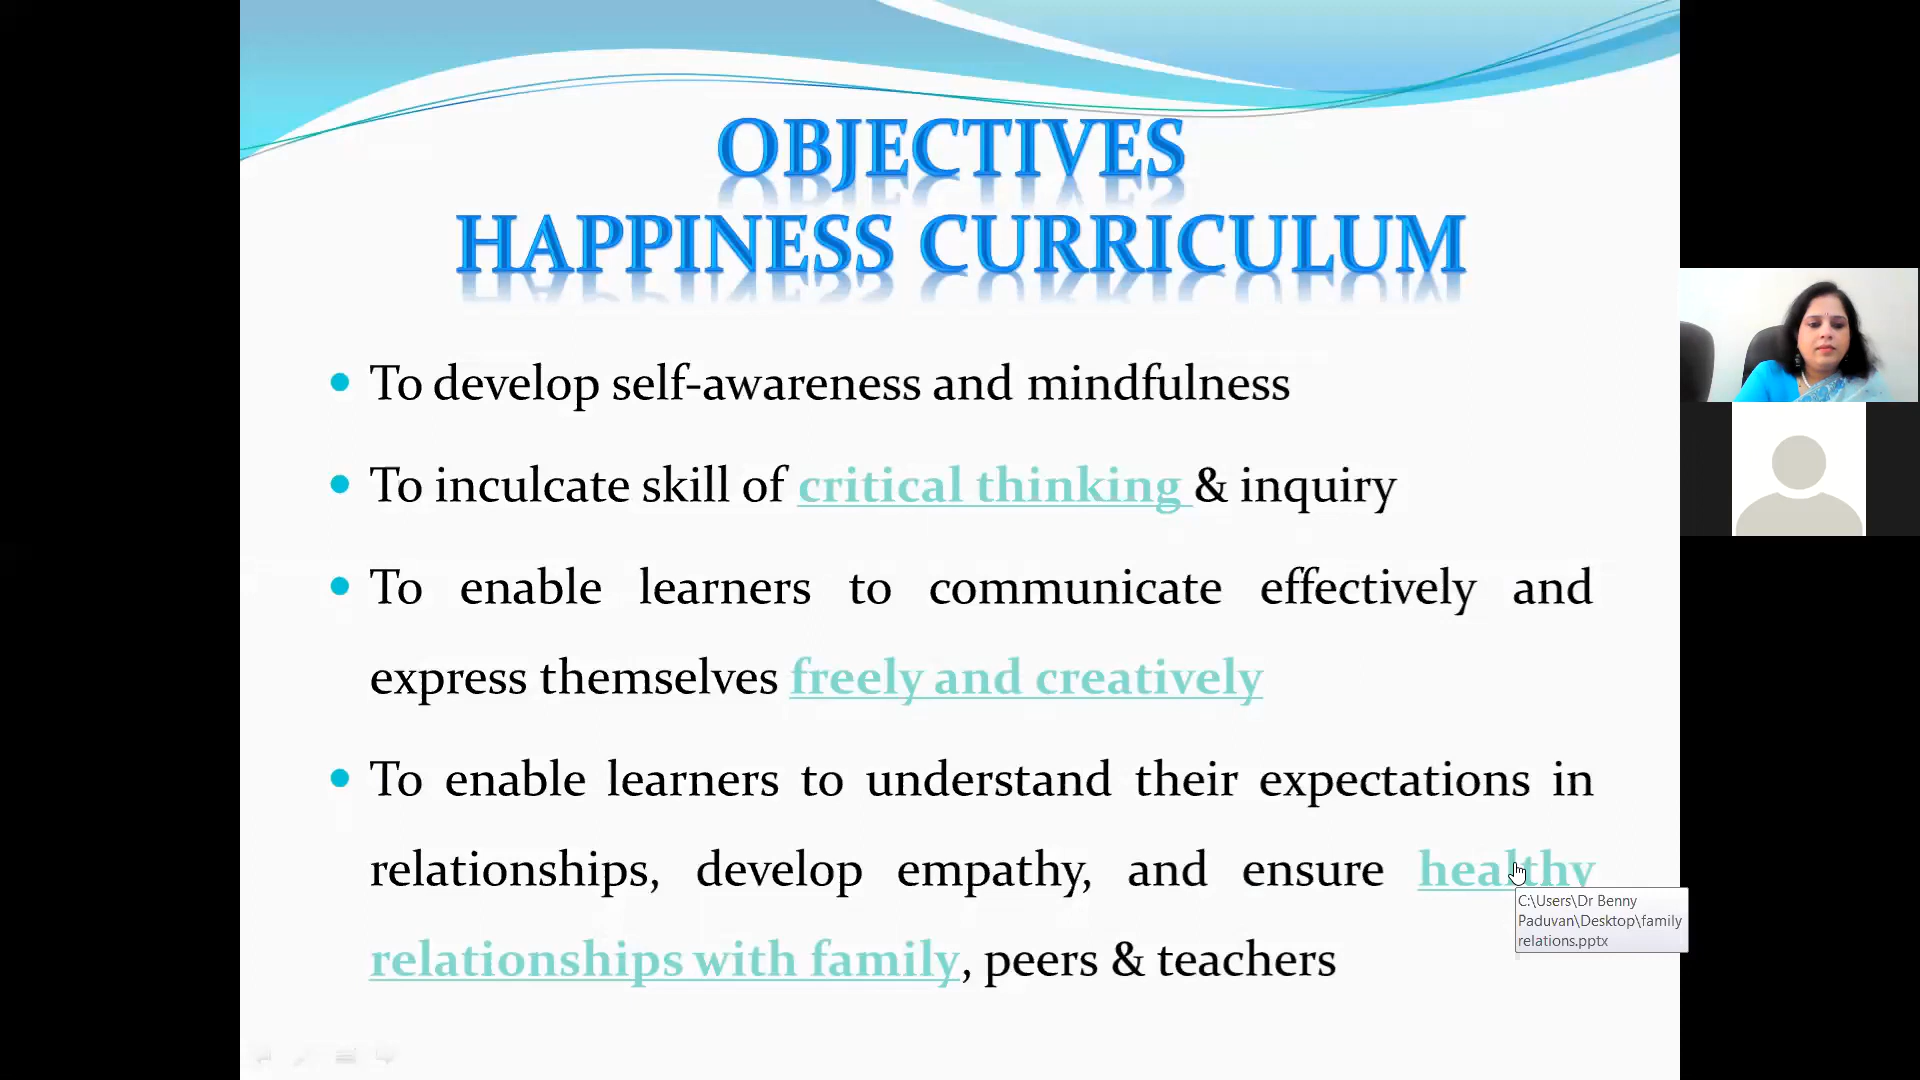 OBJECTIVES
HAPPINESS CURRICULUM
To develop self-awareness and mindfulness
To inculcate skill of critical thinking & inquiry
To enable learners to communicate effectively and
express themselves freely and creatively
To enable learners to understand their expectations in
relationships, develop empathy, and ensure healthy
relationships with family, peers & teachers
C:\Users\Dr Benny
Paduvan\Desktop\family
relations.pptx